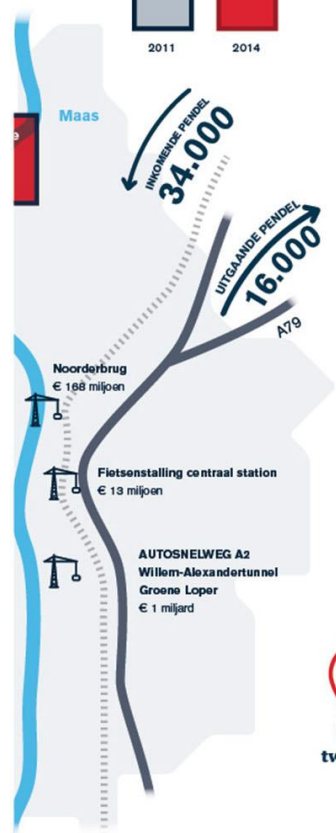 2011
2014
Maas
INKOMENDE PENDEL
34.000
UITGAANDE PENDEL
16.000
A79
Noorderbrug
€ 168 miljoen
Fietsenstalling centraal station
€ 13 miljoen
AUTOSNELWEG A2
Willem-Alexandertunnel
Groene Loper
€ 1 miljard